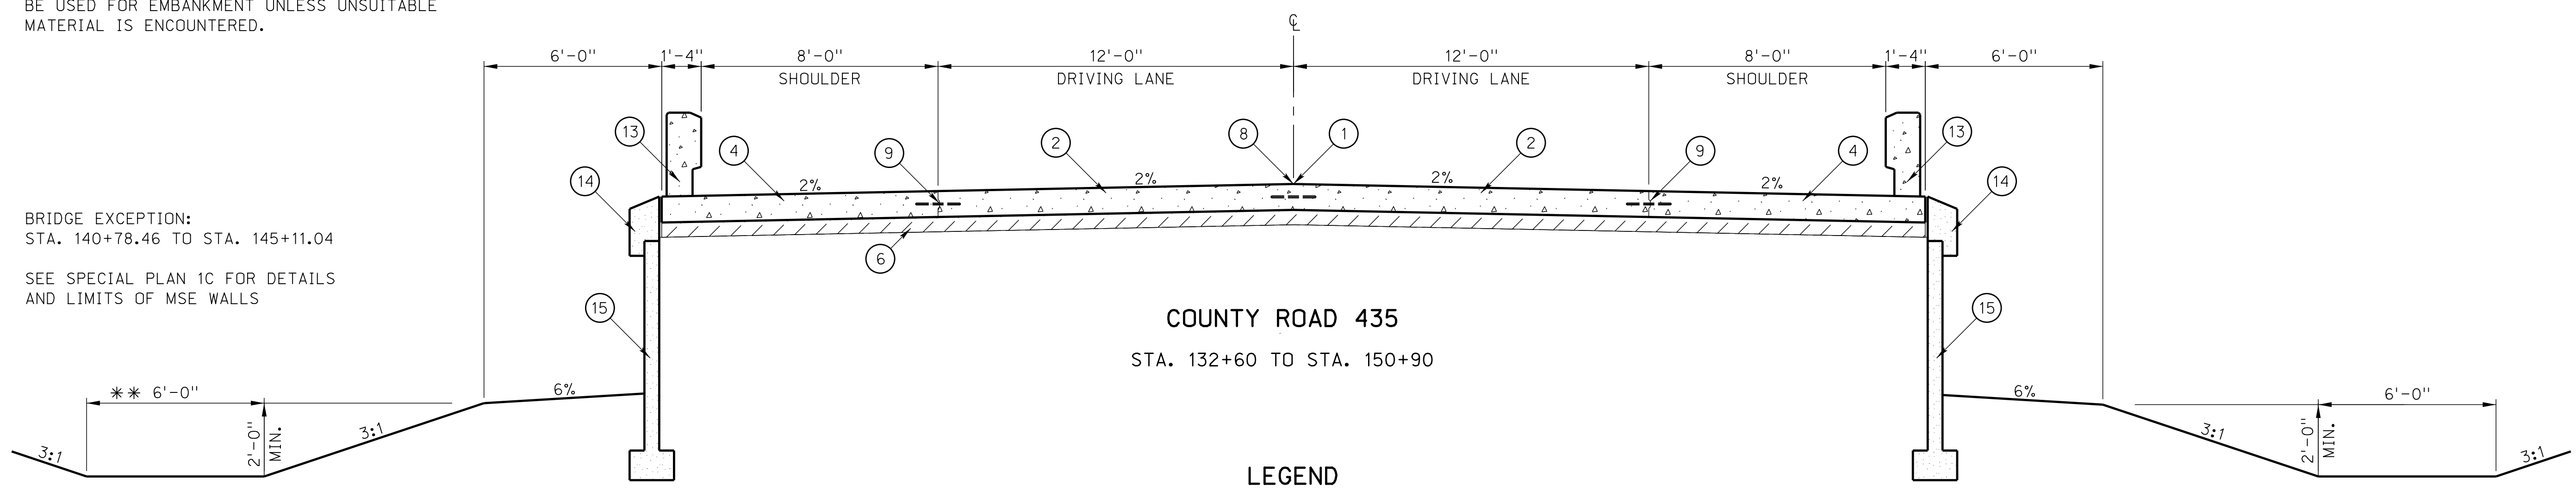 BE USED FOR EMBANKMENT UNLESS UNSUITABLE
MATERIAL IS ENCOUNTERED.
℄
6'-0" 1'-4" 8'-0" 12'-0" 12'-0" 8'-0" 1'-4" 6'-0"
SHOULDER DRIVING LANE DRIVING LANE SHOULDER
13 4 9 2 8 1 2 9 4 13
14 2% 2% 2% 2% 14
BRIDGE EXCEPTION:
STA. 140+78.46 TO STA. 145+11.04
6
SEE SPECIAL PLAN 1C FOR DETAILS
AND LIMITS OF MSE WALLS
15 15
COUNTY ROAD 435
STA. 132+60 TO STA. 150+90
** 6'-0" 6% 6% 6'-0"
3:1 2'-0" MIN. 3:1 3:1 2'-0" MIN. 3:1
LEGEND